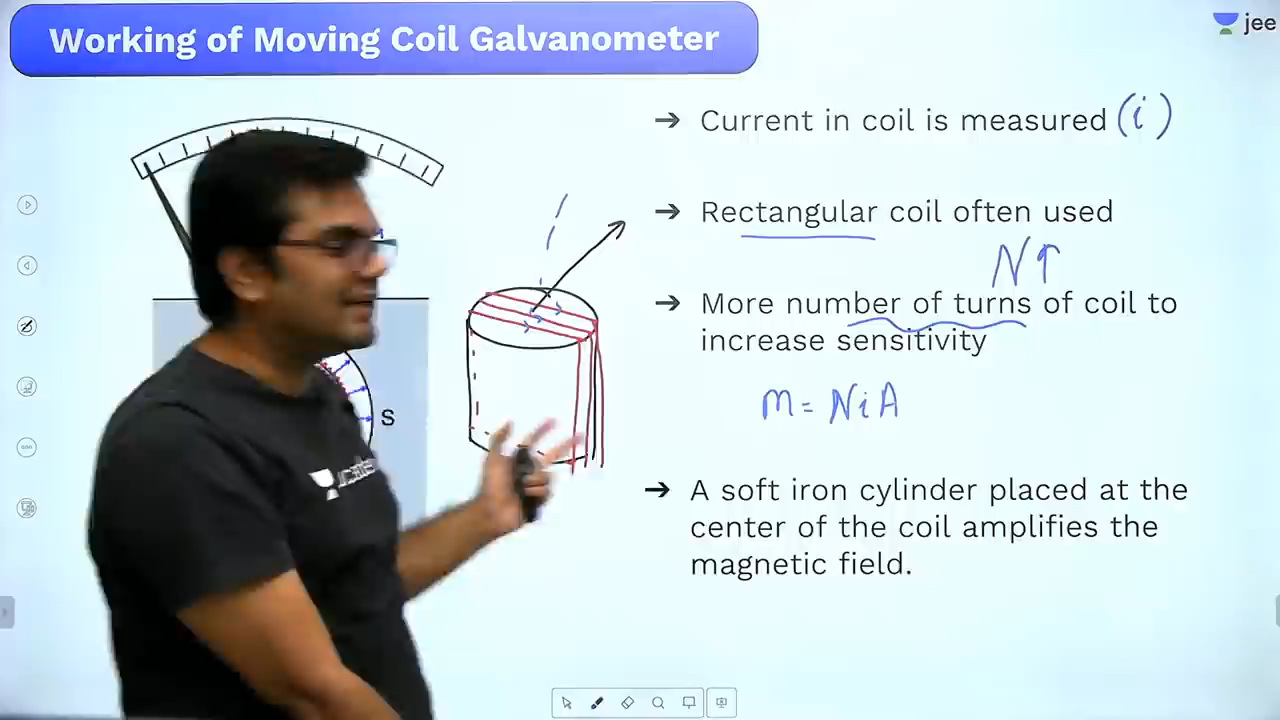 Working of Moving Coil Galvanometer
jee
→ Current in coil is measured (i)
→ Rectangular coil often used
N↑
→ More number of turns of coil to
increase sensitivity
m = NiA
S
→ A soft iron cylinder placed at the
center of the coil amplifies the
magnetic field.